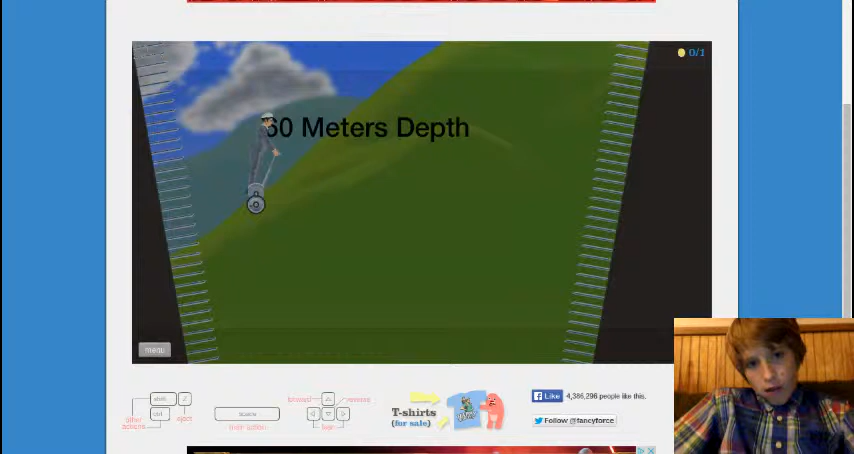 0/1
60 Meters Depth
menu
shift
Z
ctrl
eject
other
actions
space
(main action)
forward
reverse
lean
T-shirts
(for sale)
Like
4,386,296 people like this.
Follow @fancyforce